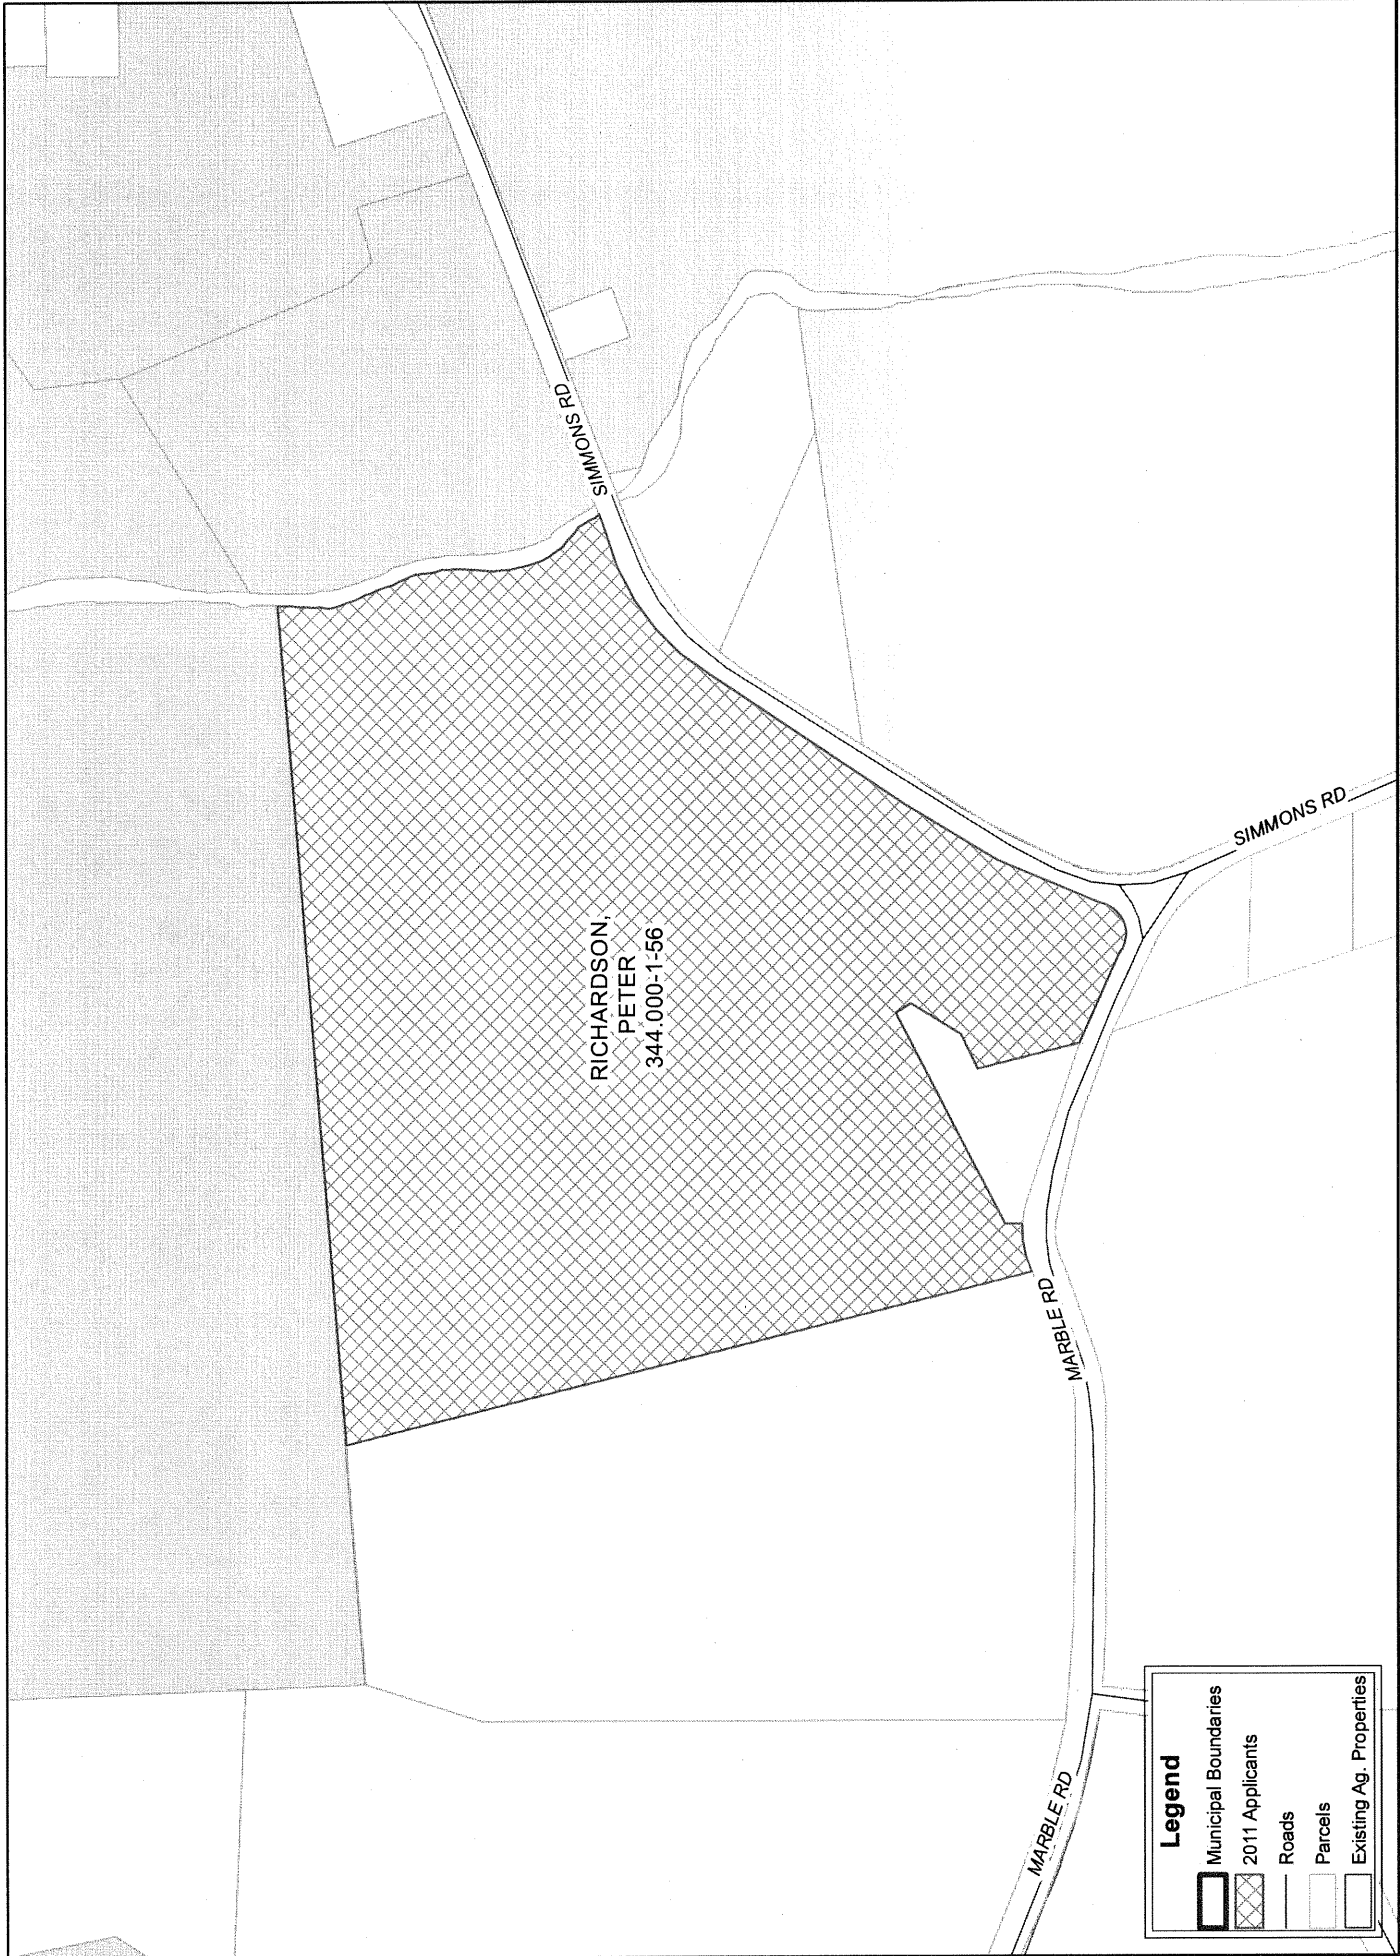 SIMMONS RD
RICHARDSON,
PETER
344.000-1-56
SIMMONS RD
MARBLE RD
MARBLE RD
Legend
Municipal Boundaries
2011 Applicants
Roads
Parcels
Existing Ag. Properties